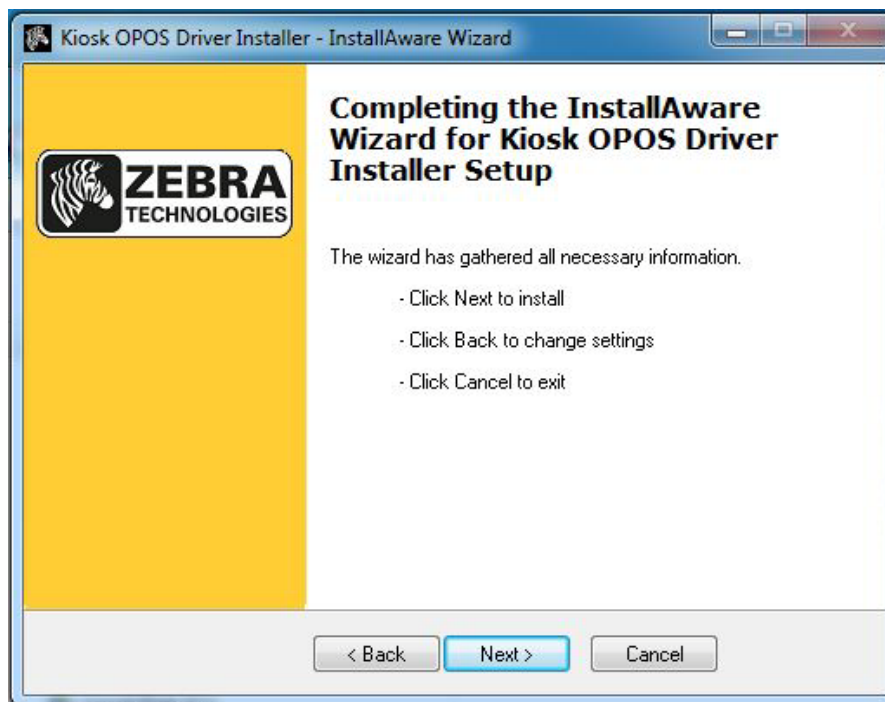 Kiosk OPOS Driver Installer - InstallAware Wizard
ZEBRA
TECHNOLOGIES
Completing the InstallAware
Wizard for Kiosk OPOS Driver
Installer Setup
The wizard has gathered all necessary information.
- Click Next to install
- Click Back to change settings
- Click Cancel to exit
< Back Next > Cancel